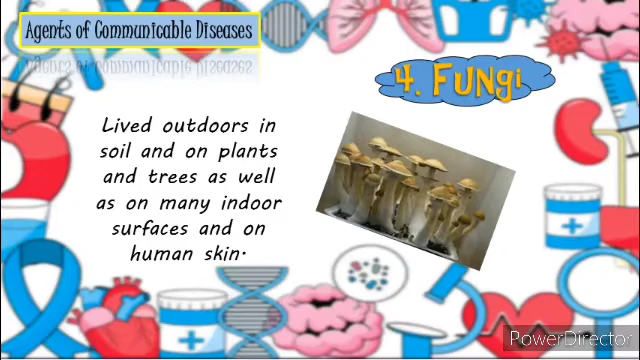 Agents of Communicable Diseases
4. FUNgi
Lived outdoors in
soil and on plants
and trees as well
as on many indoor
surfaces and on
human skin.
PowerDirector